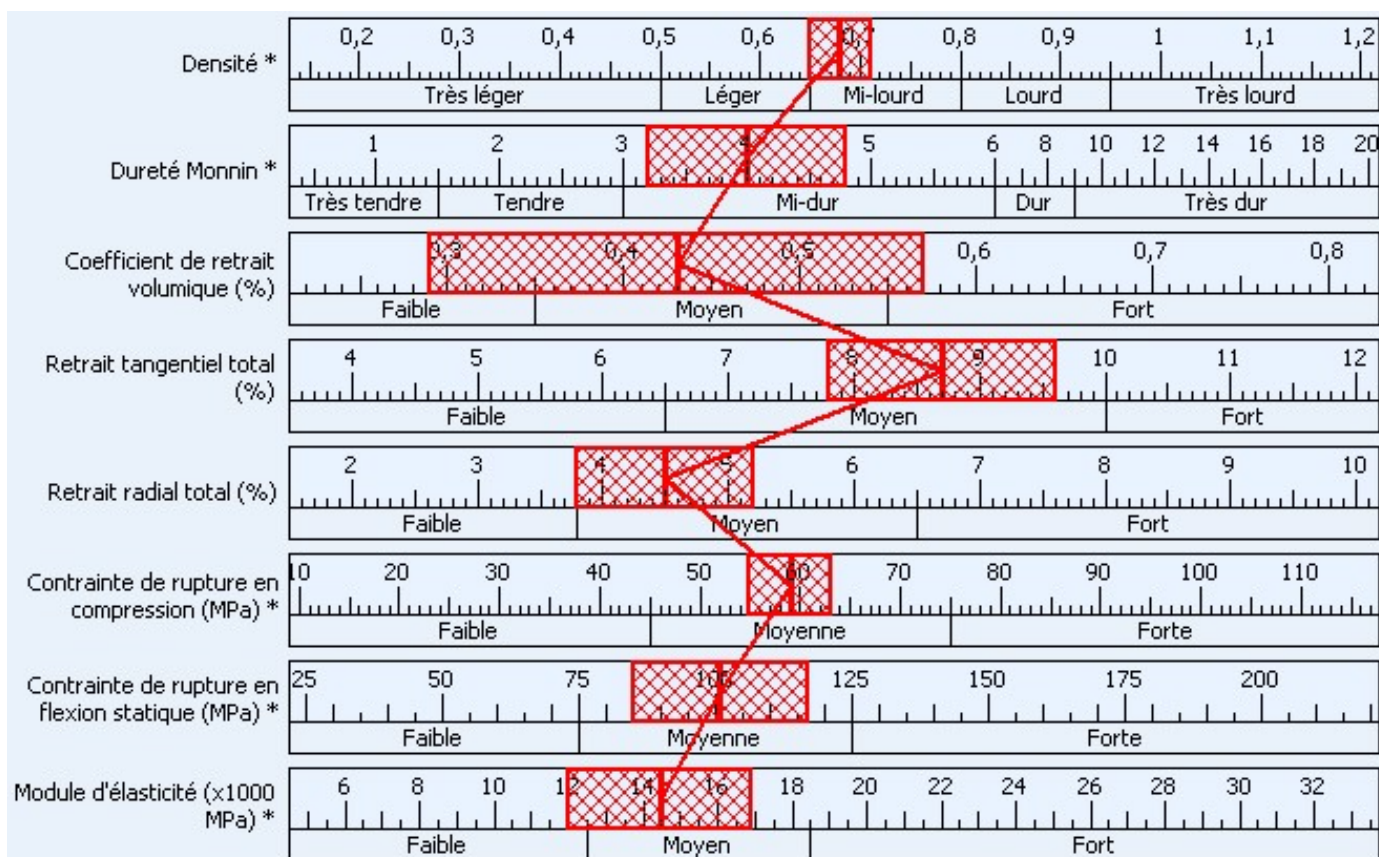 0,2 0,3 0,4 0,5 0,6 0,7 0,8 0,9 1 1,1 1,2
Densité *
Très léger Léger Mi-lourd Lourd Très lourd
1 2 3 4 5 6 8 10 12 14 16 18 20
Dureté Monnin *
Très tendre Tendre Mi-dur Dur Très dur
0,3 0,4 0,5 0,6 0,7 0,8
Coefficient de retrait
volumique (%)
Faible Moyen Fort
4 5 6 7 8 9 10 11 12
Retrait tangentiel total
(%)
Faible Moyen Fort
2 3 4 5 6 7 8 9 10
Retrait radial total (%)
Faible Moyen Fort
10 20 30 40 50 60 70 80 90 100 110
Contrainte de rupture en
compression (MPa) *
Faible Moyenne Forte
25 50 75 100 125 150 175 200
Contrainte de rupture en
flexion statique (MPa) *
Faible Moyenne Forte
6 8 10 12 14 16 18 20 22 24 26 28 30 32
Module d'élasticité (x1000
MPa) *
Faible Moyen Fort